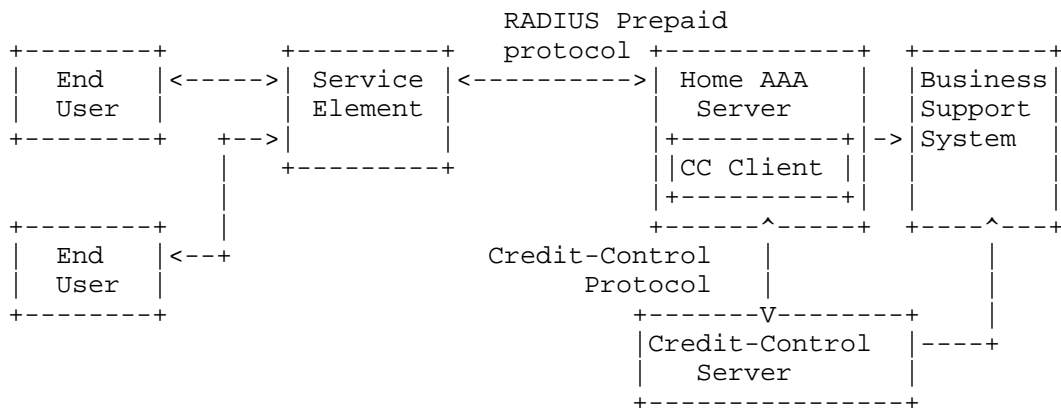 RADIUS Prepaid
protocol
End User
Service Element
Home AAA Server
Business Support System
CC Client
End User
Credit-Control Protocol
Credit-Control Server